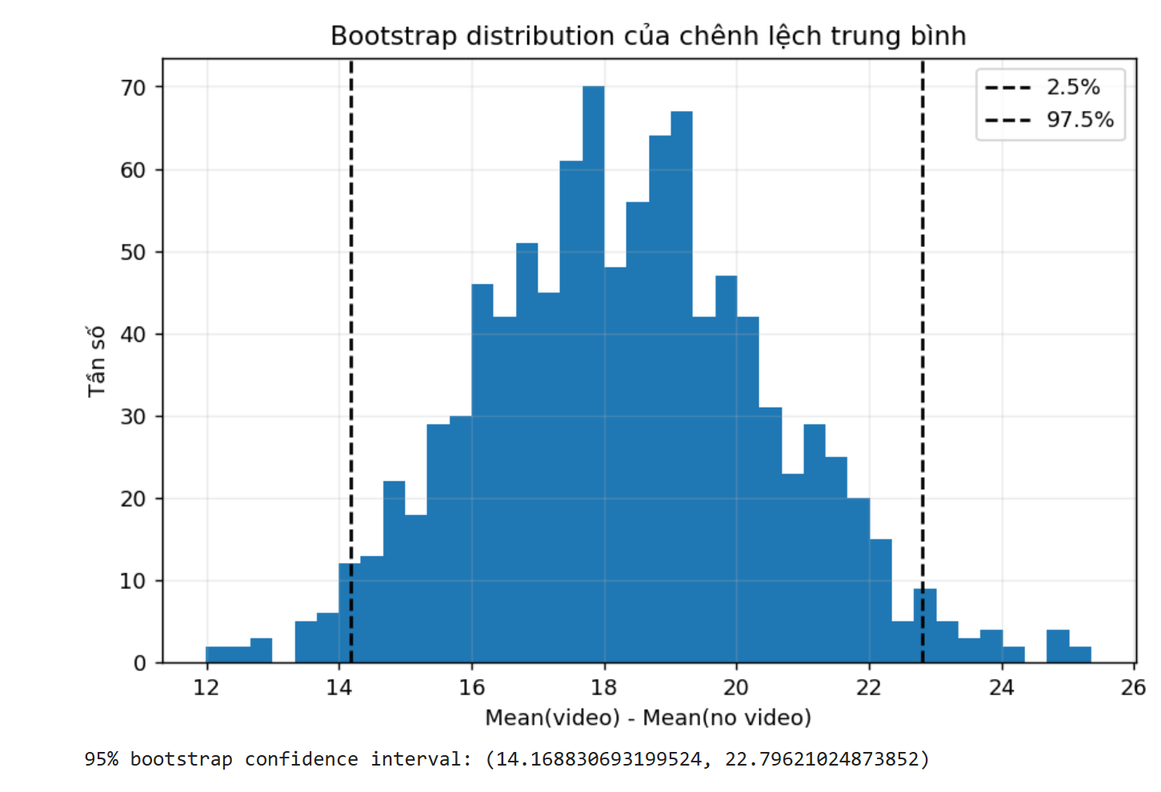 Bootstrap distribution của chênh lệch trung bình
2.5%
97.5%
70
60
50
40
30
20
10
0
Tần số
12 14 16 18 20 22 24 26
Mean(video) - Mean(no video)
95% bootstrap confidence interval: (14.168830693199524, 22.79621024873852)